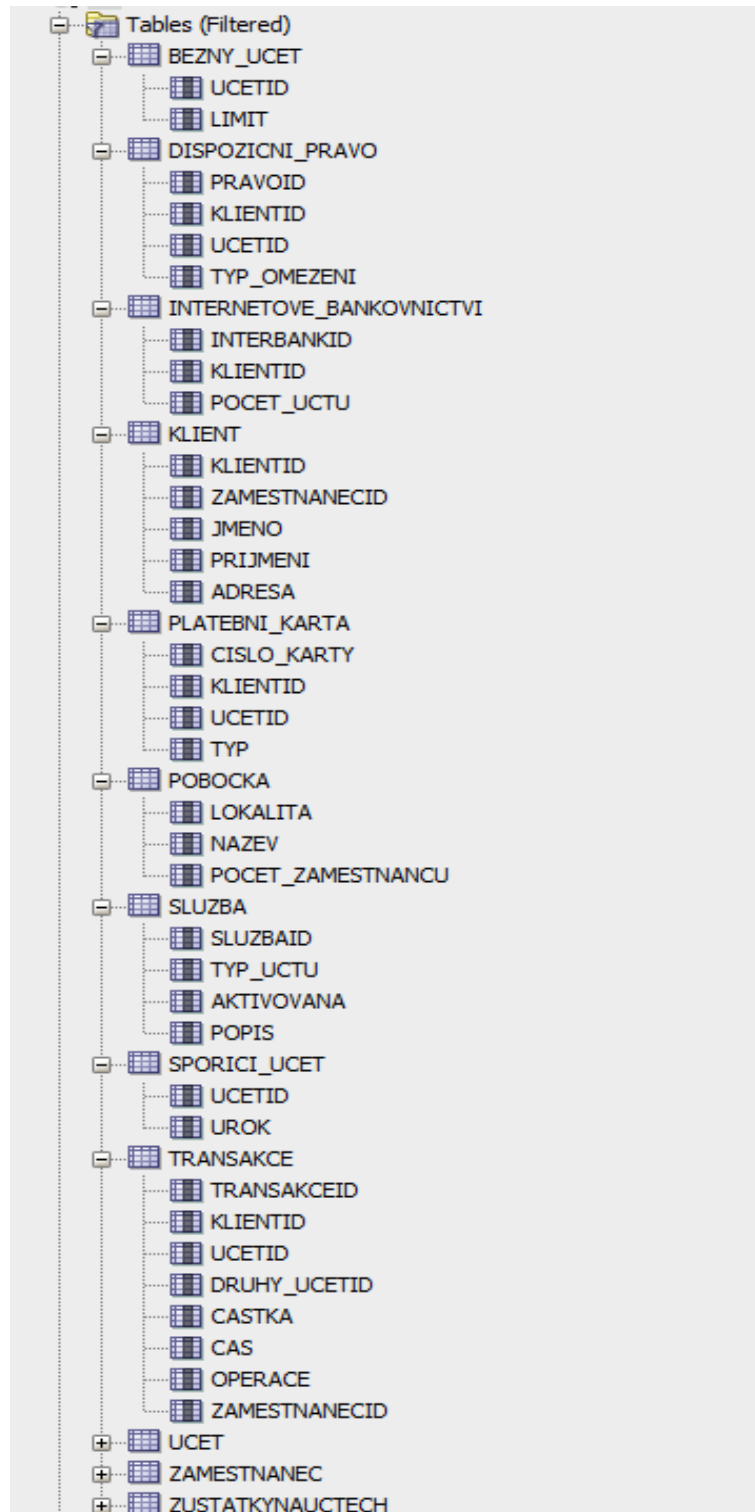 Tables (Filtered)
BEZNY_UCET
UCETID
LIMIT
DISPOZICNI_PRAVO
PRAVOID
KLIENTID
UCETID
TYP_OMEZENI
INTERNETOVE_BANKOVNICTVI
INTERBANKID
KLIENTID
POCET_UCTU
KLIENT
KLIENTID
ZAMESTNANECID
JMENO
PRIJMENI
ADRESA
PLATEBNI_KARTA
CISLO_KARTY
KLIENTID
UCETID
TYP
POBOCKA
LOKALITA
NAZEV
POCET_ZAMESTNANCU
SLUZBA
SLUZBAID
TYP_UCTU
AKTIVOVANA
POPIS
SPORICI_UCET
UCETID
UROK
TRANSAKCE
TRANSAKCEID
KLIENTID
UCETID
DRUHY_UCETID
CASTKA
CAS
OPERACE
ZAMESTNANECID
UCET
ZAMESTNANEC
ZUSTATKYNAUCTECH